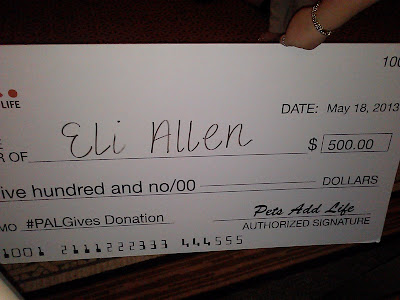 100
LIFE
DATE: May 18, 2013
R OF Eli Allen $ 500.00
ive hundred and no/00 DOLLARS
MO #PALGives Donation Pets Add Life
AUTHORIZED SIGNATURE
1001 2111222333 444555